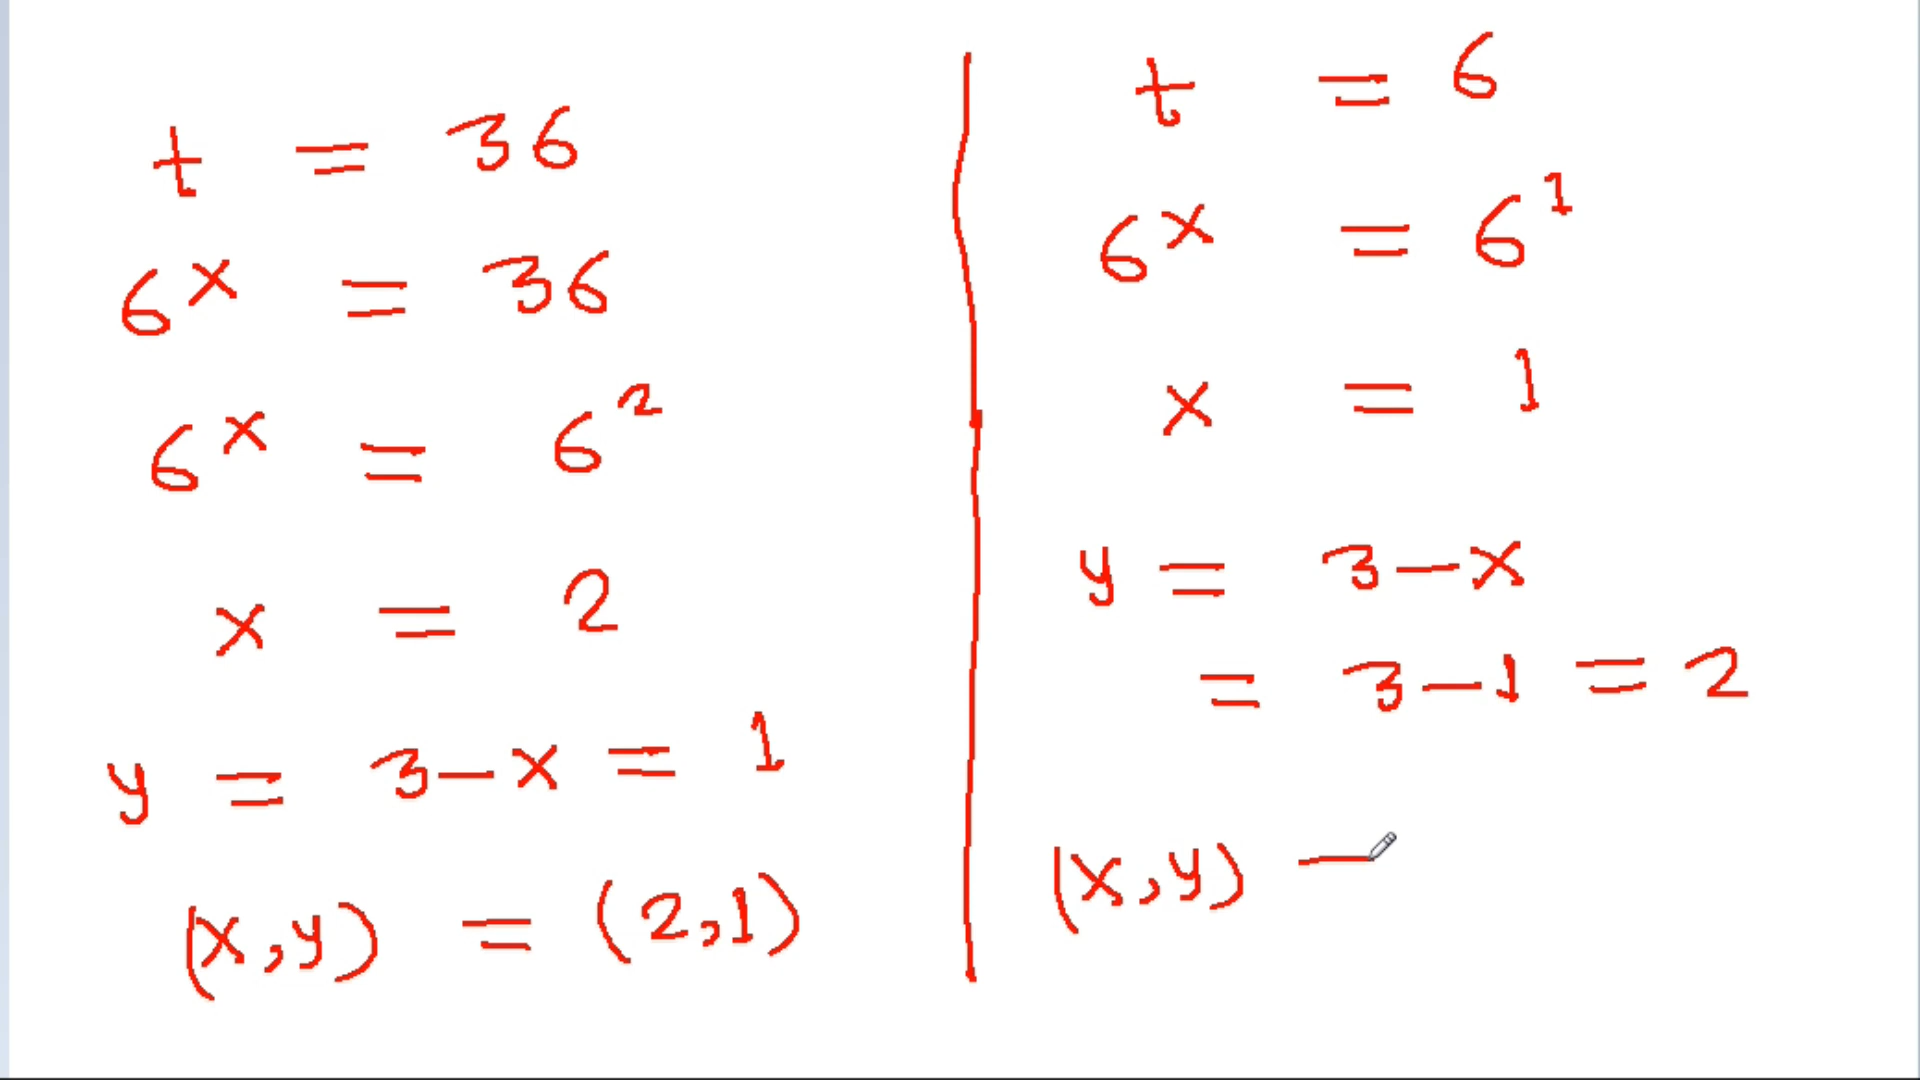 t = 36
6^x = 36
6^x = 6^2
x = 2
y = 3 - x = 1
(x,y) = (2,1)
t = 6
6^x = 6^1
x = 1
y = 3 - x
= 3 - 1 = 2
(x,y) —